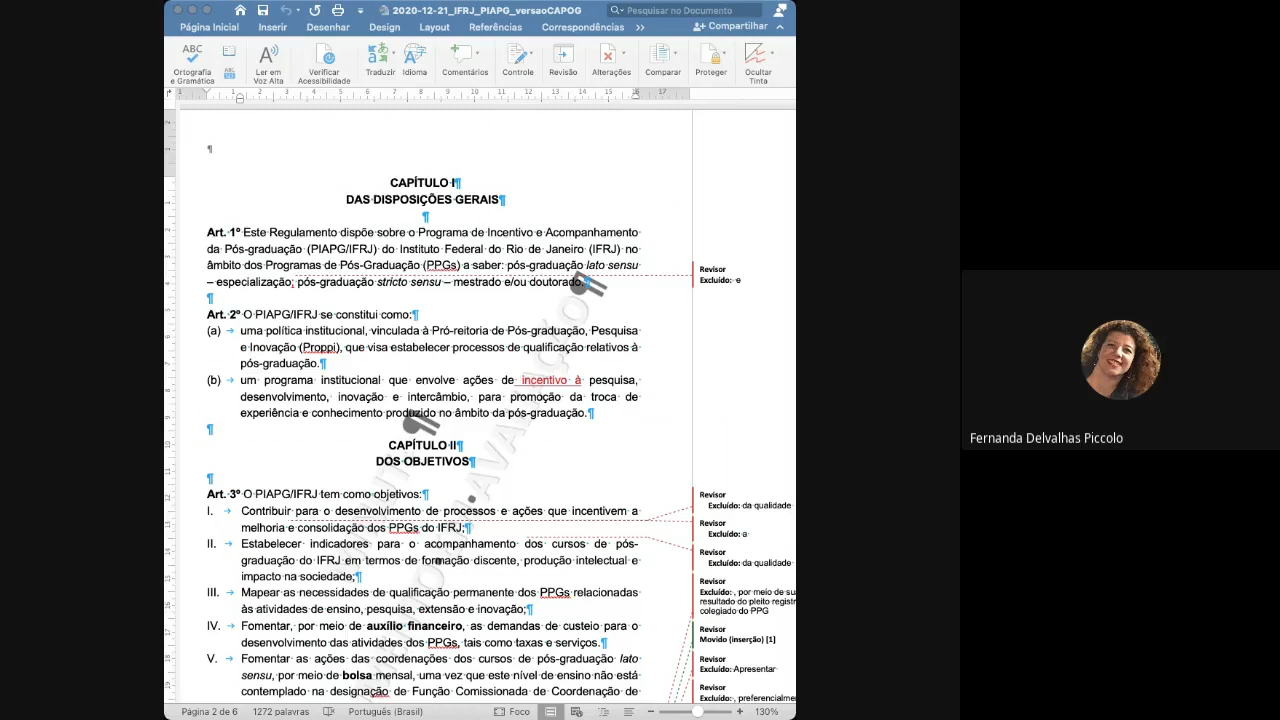 2020-12-21_IFRJ_PIAPG_versaoCAPOG
Pesquisar no Documento
Página Inicial Inserir Desenhar Design Layout Referências Correspondências >> Compartilhar
ABC
Ortografia e Gramática
Ler em Voz Alta
Verificar Acessibilidade
Traduzir
Idioma
Comentários
Controle
Revisão
Alterações
Comparar
Proteger
Ocultar Tinta
CAPÍTULO I¶
DAS DISPOSIÇÕES GERAIS¶
¶
Art. 1º Este Regulamento dispõe sobre o Programa de Incentivo e Acompanhamento
da Pós-graduação (PIAPG/IFRJ) do Instituto Federal do Rio de Janeiro (IFRJ) no
âmbito dos Programas de Pós-Graduação (PPGs) a saber: pós-graduação lato sensu
– especialização; pós-graduação stricto sensu – mestrado e/ou doutorado.¶
¶
Art. 2º O PIAPG/IFRJ se constitui como:¶
(a) → uma política institucional, vinculada à Pró-reitoria de Pós-graduação, Pesquisa
e Inovação (Proppi), que visa estabelecer processos de qualificação relativos à
pós-graduação.¶
(b) → um programa institucional que envolve ações de incentivo à pesquisa,
desenvolvimento, inovação e intercâmbio, para promoção da troca de
experiência e conhecimento produzido no âmbito da pós-graduação.¶
¶
CAPÍTULO II¶
DOS OBJETIVOS¶
¶
Art. 3º O PIAPG/IFRJ tem como objetivos:¶
I. → Contribuir para o desenvolvimento de processos e ações que incentivem a
melhoria e consolidação dos PPGs do IFRJ;¶
II. → Estabelecer indicadores para o acompanhamento dos cursos de pós-
graduação do IFRJ em termos de formação discente, produção intelectual e
impacto na sociedade;¶
III. → Mapear as necessidades de qualificação permanente dos PPGs relacionadas
às atividades de ensino, pesquisa, extensão e inovação;¶
IV. → Fomentar, por meio de auxílio financeiro, as demandas de custeio para o
desenvolvimento das atividades dos PPGs, tais como taxas e serviços.¶
V. → Fomentar as ações das coordenações dos cursos de pós-graduação lato
sensu, por meio de bolsa mensal, uma vez que este nível de ensino não está
contemplado na designação de Função Comissionada de Coordenação de
Revisor
Excluído: e
Revisor
Excluído: da qualidade
Revisor
Excluído: a
Revisor
Excluído: da qualidade
Revisor
Excluído: , por meio de su
resultado do pleito registr
colegiado do PPG
Revisor
Movido (inserção) [1]
Revisor
Excluído: Apresentar
Revisor
Excluído: , preferencialmer
Página 2 de 6 1272 palavras Português (Brasil) Foco 130%
Fernanda Delvalhas Piccolo